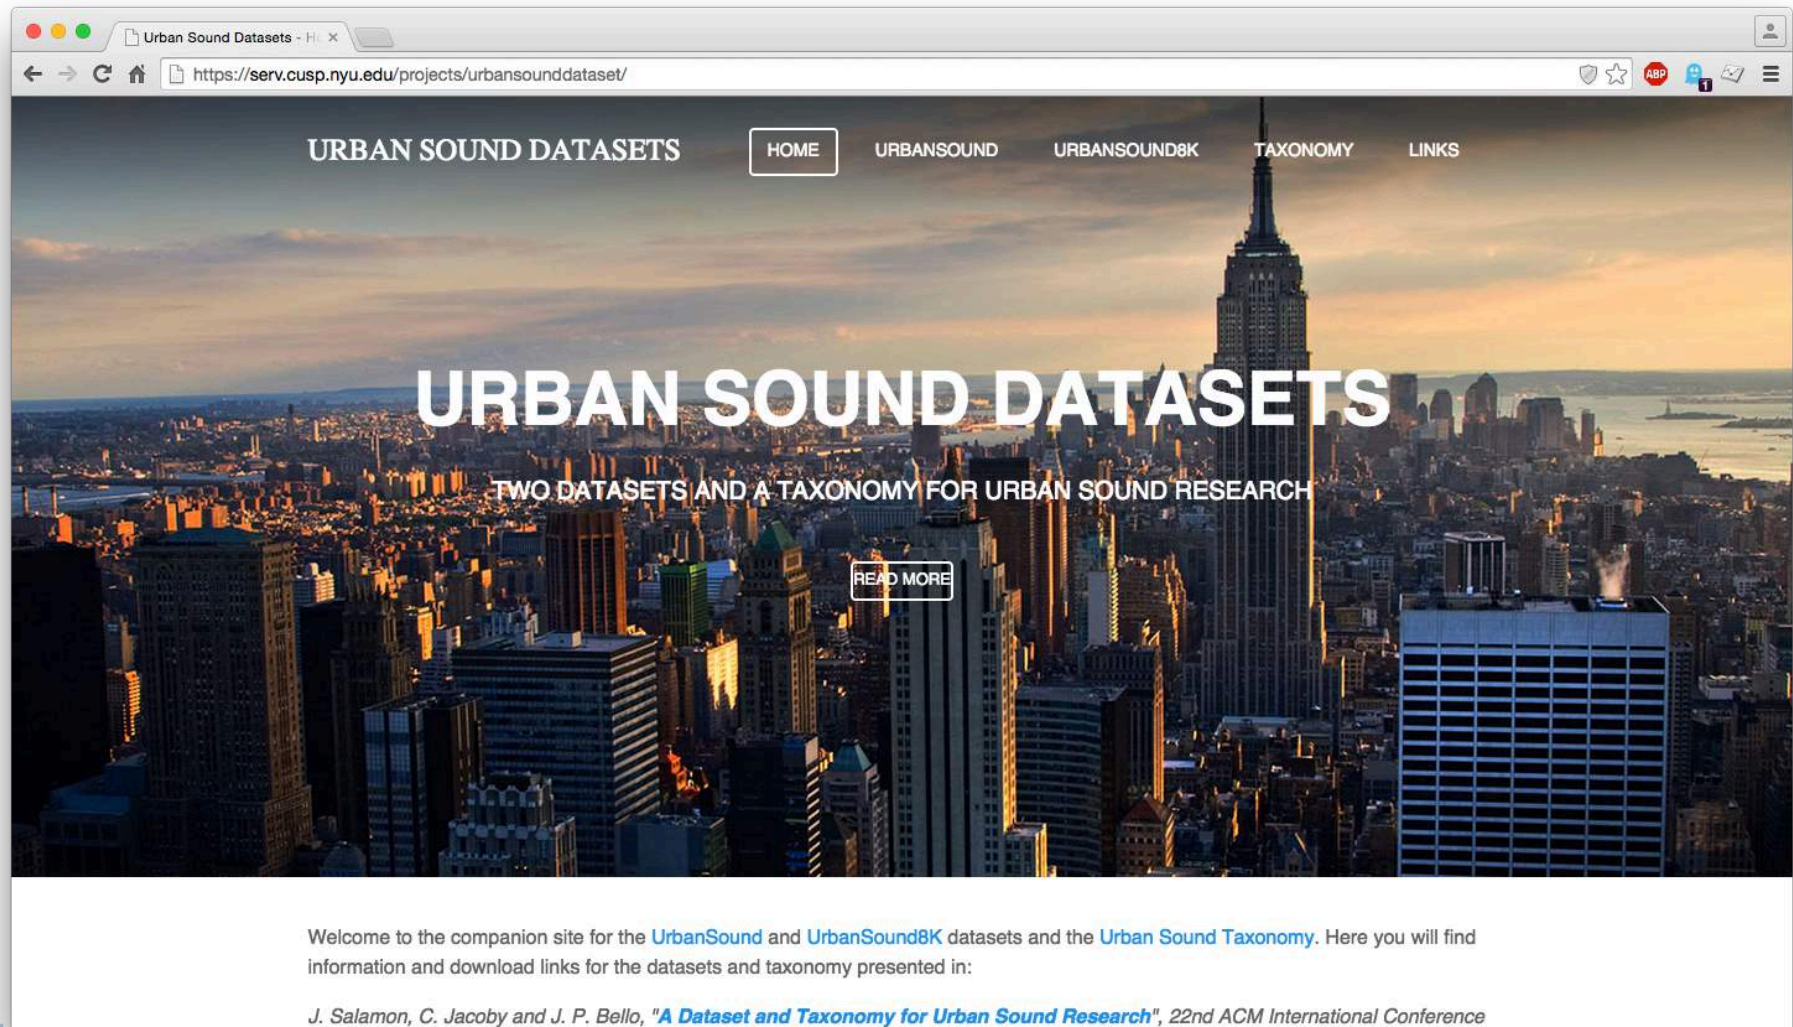 Urban Sound Datasets - Ho
https://serv.cusp.nyu.edu/projects/urbansounddataset/
ABP
1
URBAN SOUND DATASETS HOME URBANSOUND URBANSOUND8K TAXONOMY LINKS
URBAN SOUND DATASETS
TWO DATASETS AND A TAXONOMY FOR URBAN SOUND RESEARCH
READ MORE
Welcome to the companion site for the UrbanSound and UrbanSound8K datasets and the Urban Sound Taxonomy. Here you will find
information and download links for the datasets and taxonomy presented in:
J. Salamon, C. Jacoby and J. P. Bello, "A Dataset and Taxonomy for Urban Sound Research", 22nd ACM International Conference